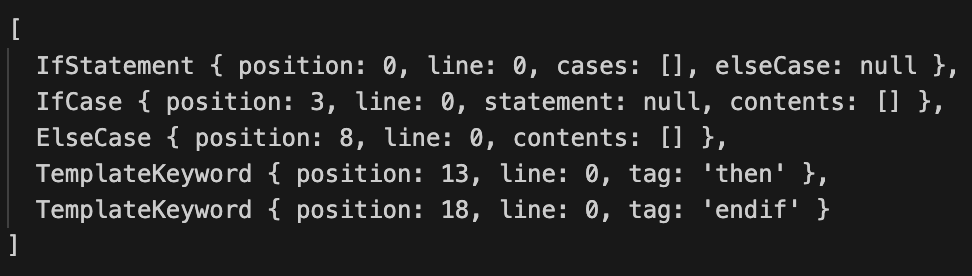 [
  IfStatement { position: 0, line: 0, cases: [], elseCase: null },
  IfCase { position: 3, line: 0, statement: null, contents: [] },
  ElseCase { position: 8, line: 0, contents: [] },
  TemplateKeyword { position: 13, line: 0, tag: 'then' },
  TemplateKeyword { position: 18, line: 0, tag: 'endif' }
]